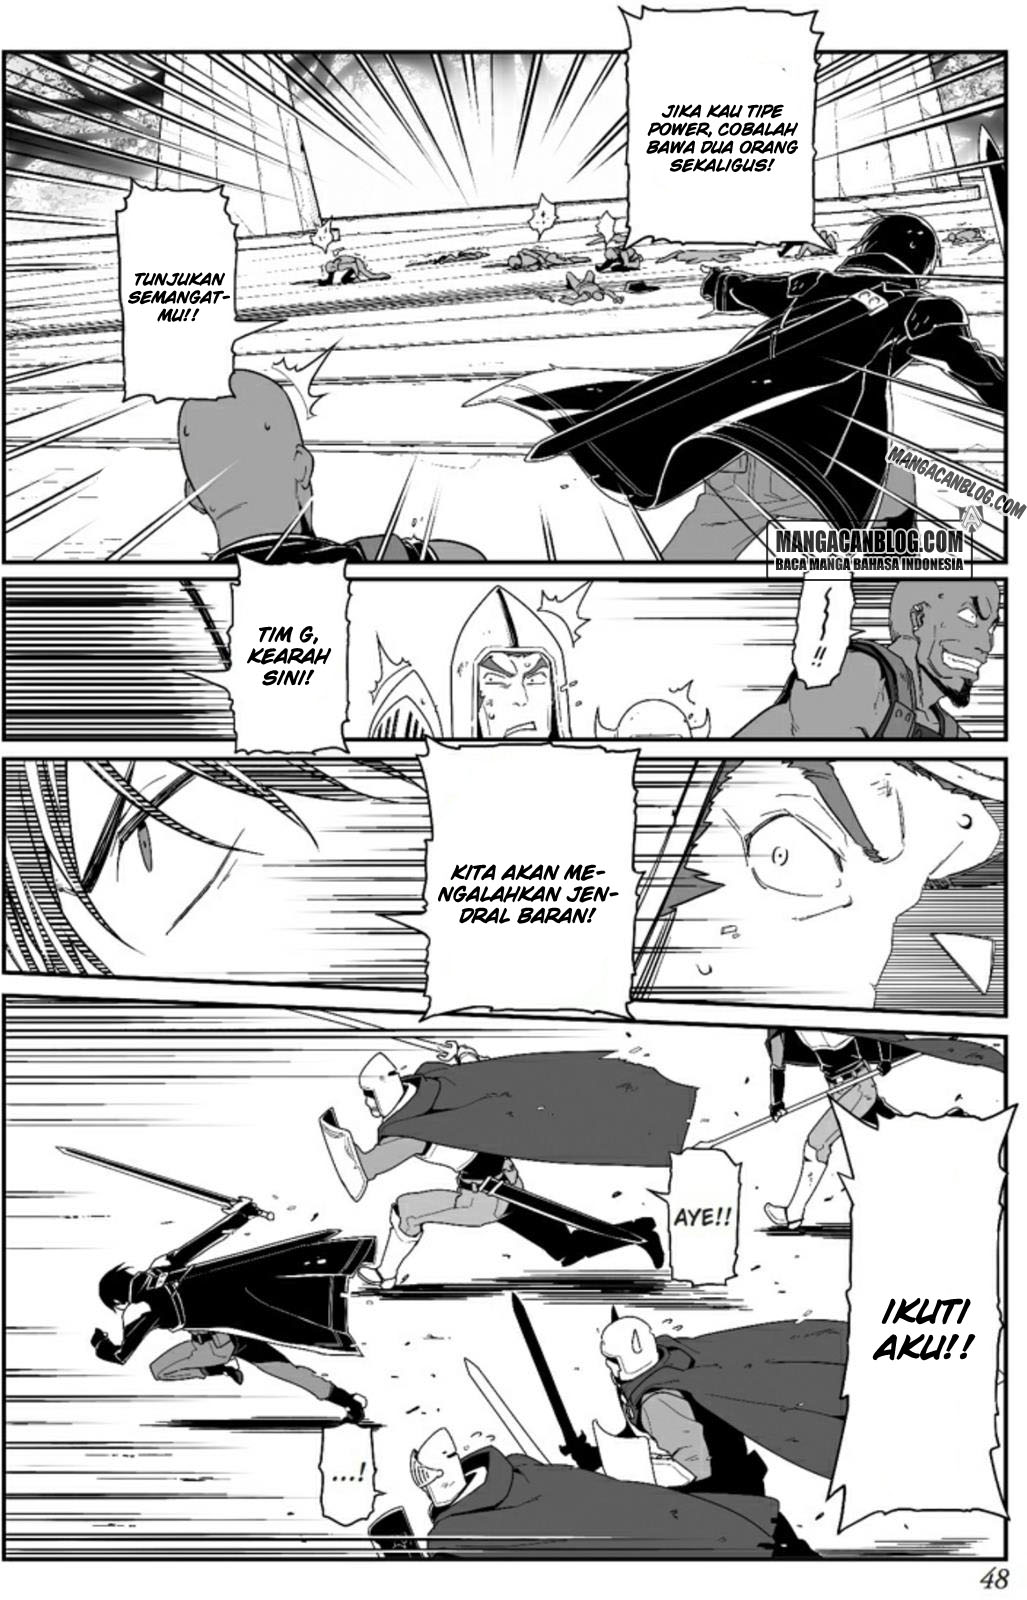 JIKA KAU TIPE
POWER, COBALAH
BAWA DUA ORANG
SEKALIGUS!
TUNJUKAN
SEMANGAT-
MU!!
MANGACANBLOG.COM
MANGACANBLOG.COM
BACA MANGA BAHASA INDONESIA
TIM G,
KEARAH
SINI!
~~!!
KITA AKAN ME-
NGALAHKAN JEN-
DRAL BARAN!
AYE!!
IKUTI
AKU!!
...!
48